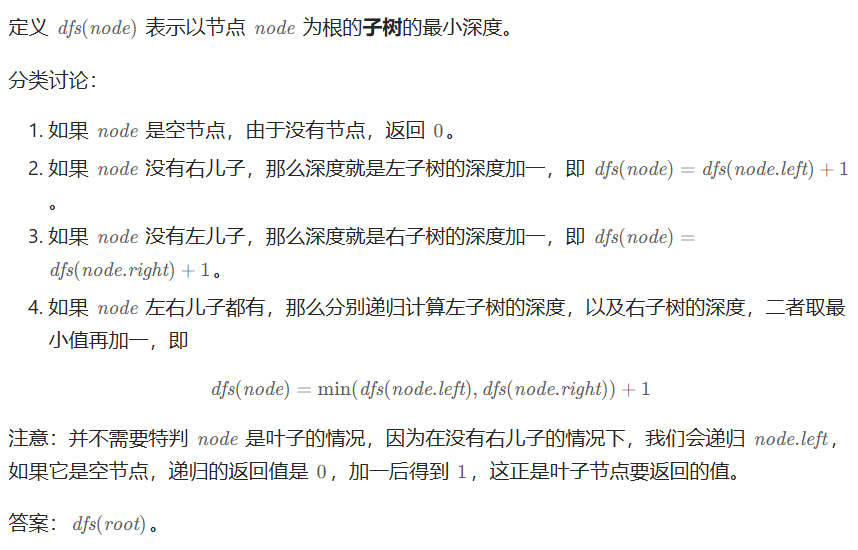 定义 dfs(node) 表示以节点 node 为根的子树的最小深度。
分类讨论：
1. 如果 node 是空节点，由于没有节点，返回 0。
2. 如果 node 没有右儿子，那么深度就是左子树的深度加一，即 dfs(node) = dfs(node.left) + 1
。
3. 如果 node 没有左儿子，那么深度就是右子树的深度加一，即 dfs(node) =
dfs(node.right) + 1。
4. 如果 node 左右儿子都有，那么分别递归计算左子树的深度，以及右子树的深度，二者取最
小值再加一，即
dfs(node) = min(dfs(node.left), dfs(node.right)) + 1
注意：并不需要特判 node 是叶子的情况，因为在没有右儿子的情况下，我们会递归 node.left，
如果它是空节点，递归的返回值是 0，加一后得到 1，这正是叶子节点要返回的值。
答案：dfs(root)。